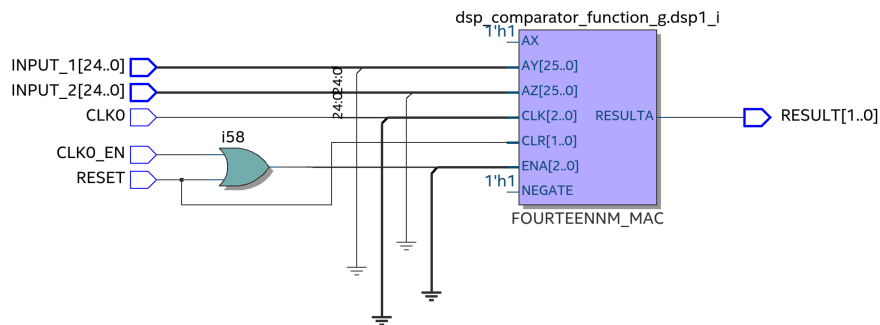 dsp_comparator_function_g.dsp1_i
1'h1
AX
INPUT_1[24..0]
AY[25..0]
24:0
INPUT_2[24..0]
AZ[25..0]
24:0
CLK0
CLK[2..0]
RESULTA
RESULT[1..0]
i58
CLR[1..0]
CLK0_EN
ENA[2..0]
RESET
1'h1
NEGATE
FOURTEENNM_MAC